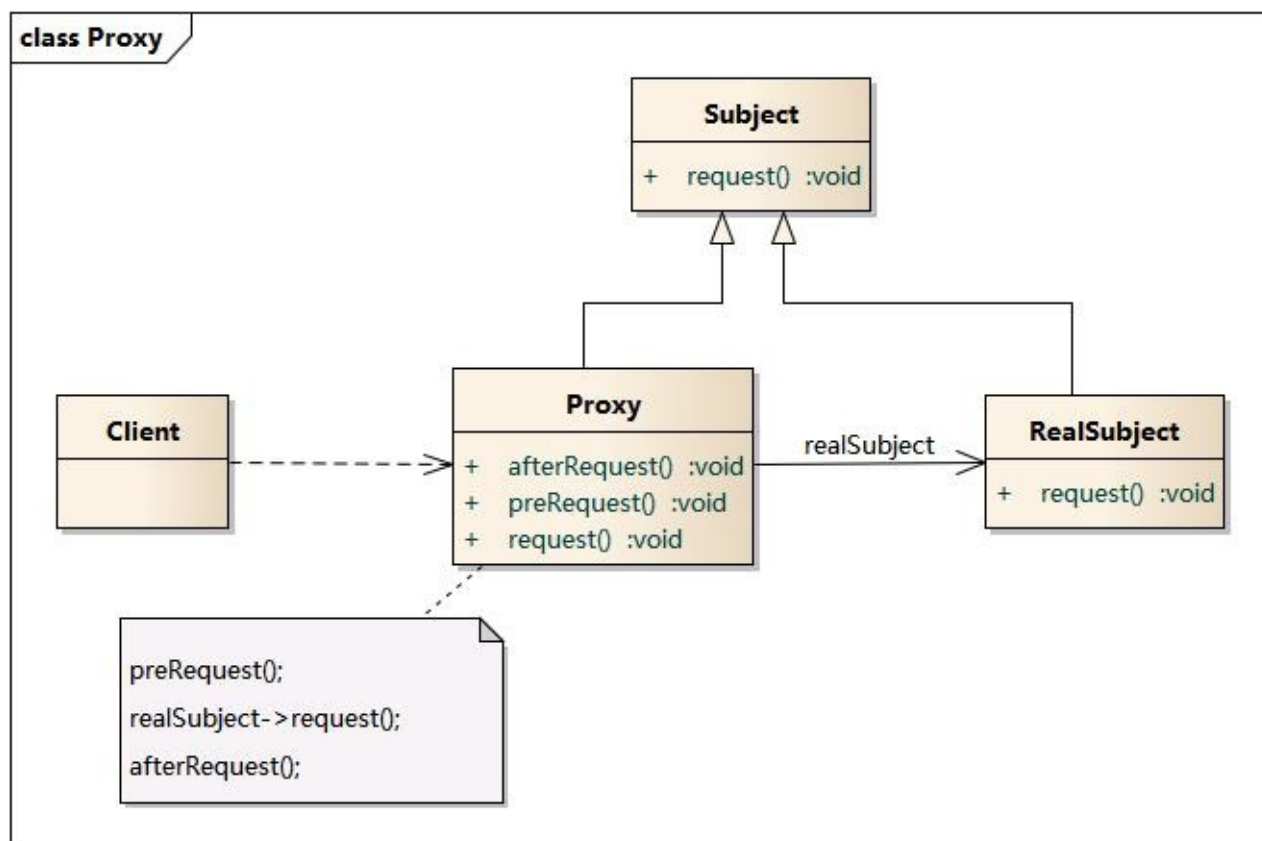 class Proxy
Subject
+ request() :void
Client
Proxy
+ afterRequest() :void
+ preRequest() :void
+ request() :void
realSubject
RealSubject
+ request() :void
preRequest();
realSubject->request();
afterRequest();